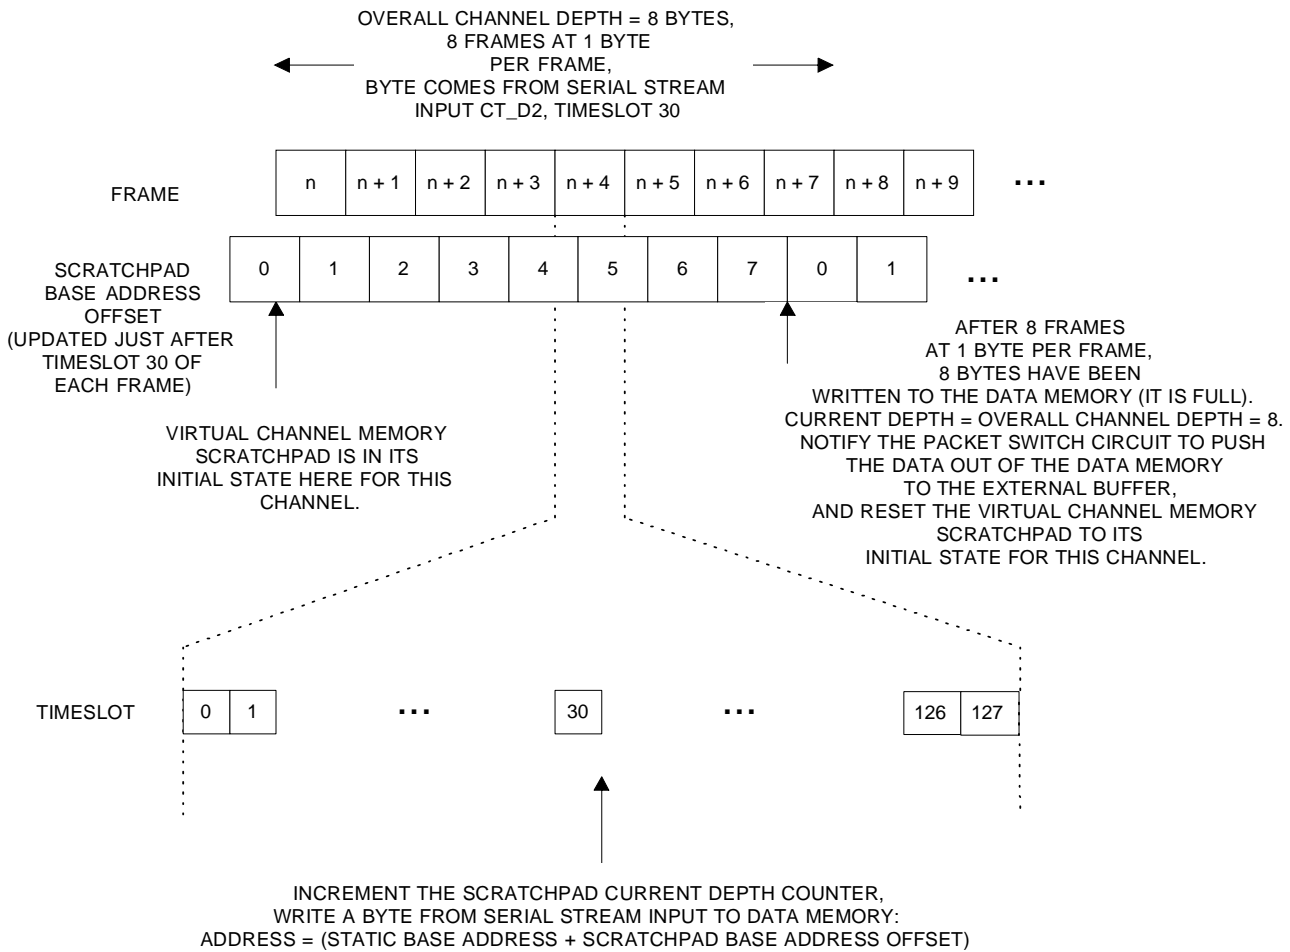 OVERALL CHANNEL DEPTH = 8 BYTES,
8 FRAMES AT 1 BYTE
PER FRAME,
BYTE COMES FROM SERIAL STREAM
INPUT CT_D2, TIMESLOT 30
FRAME
n n + 1 n + 2 n + 3 n + 4 n + 5 n + 6 n + 7 n + 8 n + 9 ...
SCRATCHPAD
BASE ADDRESS
OFFSET
(UPDATED JUST AFTER
TIMESLOT 30 OF
EACH FRAME)
0 1 2 3 4 5 6 7 0 1 ...
VIRTUAL CHANNEL MEMORY
SCRATCHPAD IS IN ITS
INITIAL STATE HERE FOR THIS
CHANNEL.
AFTER 8 FRAMES
AT 1 BYTE PER FRAME,
8 BYTES HAVE BEEN
WRITTEN TO THE DATA MEMORY (IT IS FULL).
CURRENT DEPTH = OVERALL CHANNEL DEPTH = 8.
NOTIFY THE PACKET SWITCH CIRCUIT TO PUSH
THE DATA OUT OF THE DATA MEMORY
TO THE EXTERNAL BUFFER,
AND RESET THE VIRTUAL CHANNEL MEMORY
SCRATCHPAD TO ITS
INITIAL STATE FOR THIS CHANNEL.
TIMESLOT
0 1 ... 30 ... 126 127
INCREMENT THE SCRATCHPAD CURRENT DEPTH COUNTER,
WRITE A BYTE FROM SERIAL STREAM INPUT TO DATA MEMORY:
ADDRESS = (STATIC BASE ADDRESS + SCRATCHPAD BASE ADDRESS OFFSET)